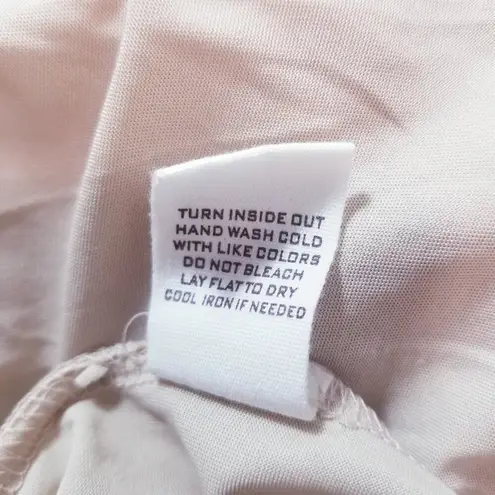 TURN INSIDE OUT
HAND WASH COLD
WITH LIKE COLORS
DO NOT BLEACH
LAY FLAT TO DRY
COOL IRON IF NEEDED